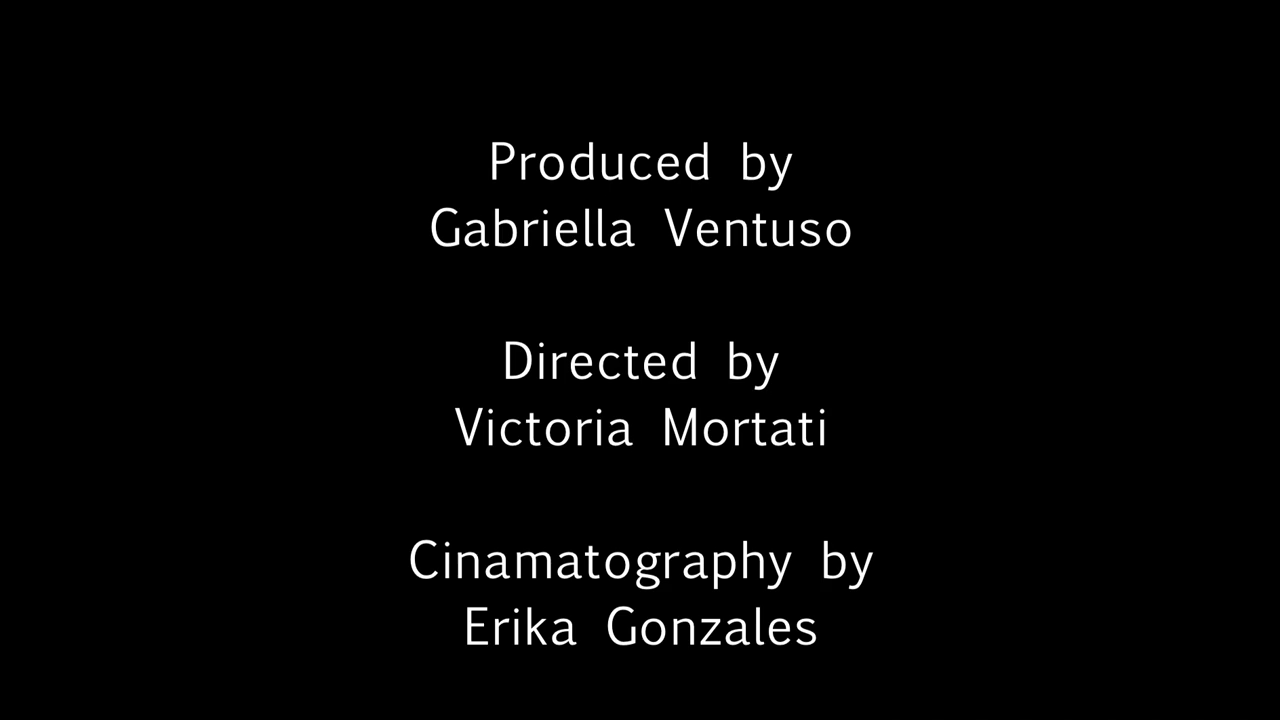 Produced by
Gabriella Ventuso
Directed by
Victoria Mortati
Cinamatography by
Erika Gonzales